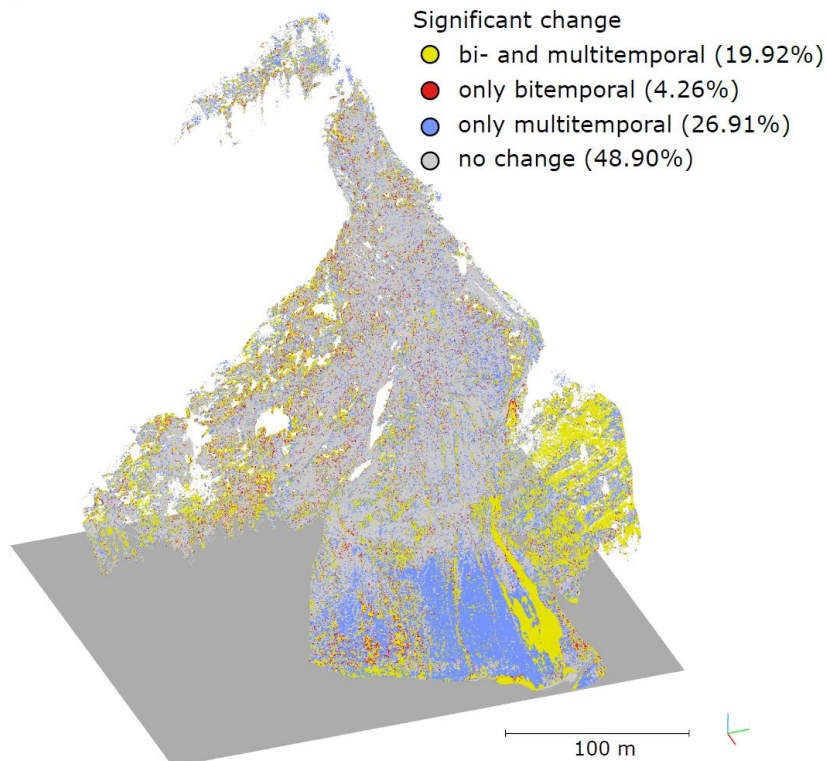 Significant change
bi- and multitemporal (19.92%)
only bitemporal (4.26%)
only multitemporal (26.91%)
no change (48.90%)
100 m